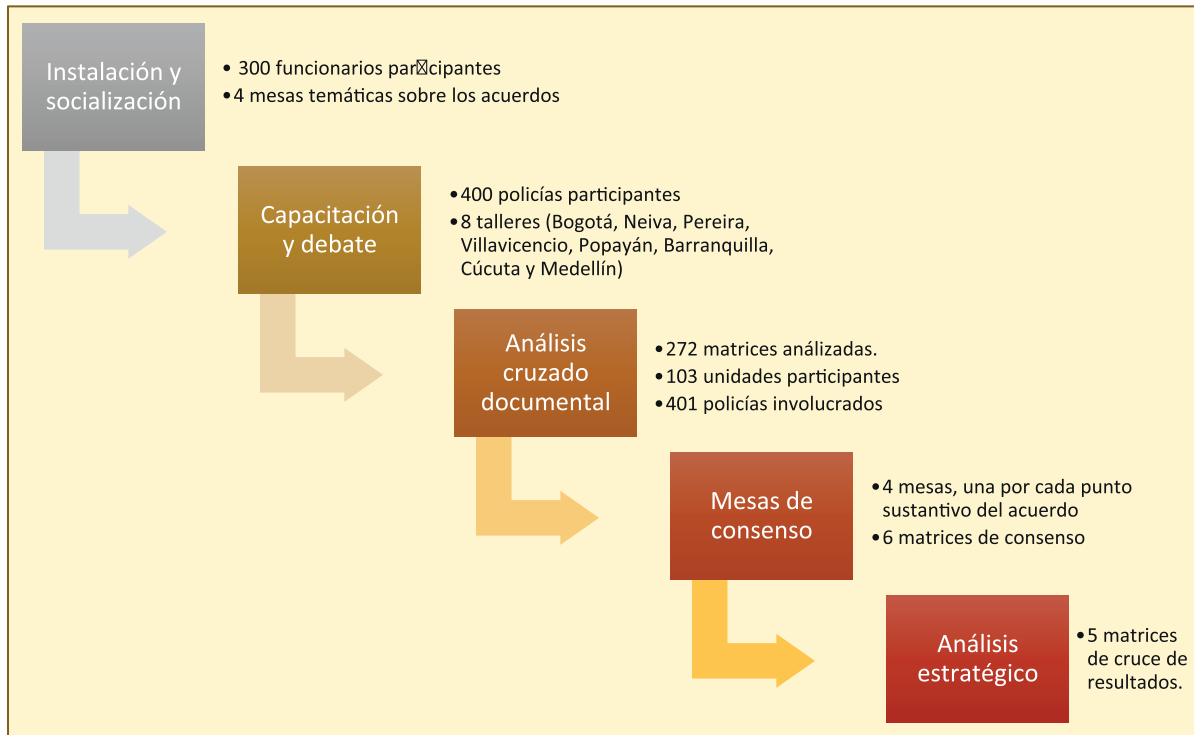 Instalación y
socialización
• 300 funcionarios par☒cipantes
•4 mesas temáticas sobre los acuerdos
Capacitación
y debate
•400 policías participantes
•8 talleres (Bogotá, Neiva, Pereira,
Villavicencio, Popayán, Barranquilla,
Cúcuta y Medellín)
Análisis
cruzado
documental
•272 matrices análizadas.
•103 unidades participantes
•401 policías involucrados
Mesas de
consenso
•4 mesas, una por cada punto
sustantivo del acuerdo
•6 matrices de consenso
Análisis
estratégico
•5 matrices
de cruce de
resultados.